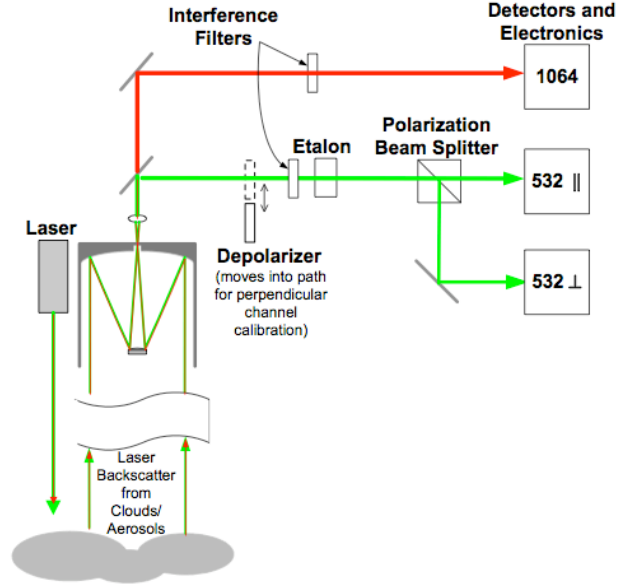 Detectors and
Electronics
Interference
Filters
1064
Etalon
Polarization
Beam Splitter
532 ||
Laser
Depolarizer
(moves into path
for perpendicular
channel
calibration)
532 ⊥
Laser
Backscatter
from
Clouds/
Aerosols